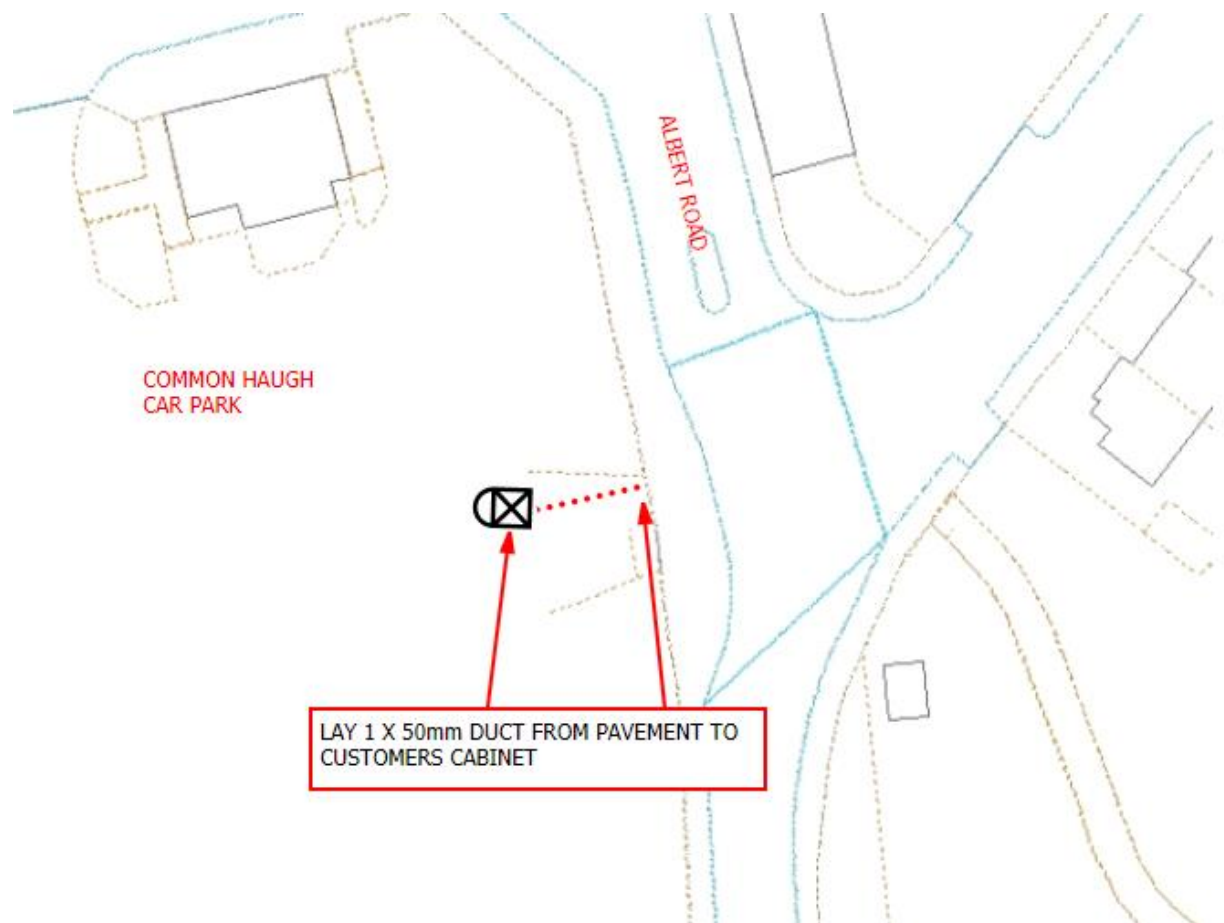 ALBERT ROAD
COMMON HAUGH
CAR PARK
LAY 1 X 50mm DUCT FROM PAVEMENT TO
CUSTOMERS CABINET